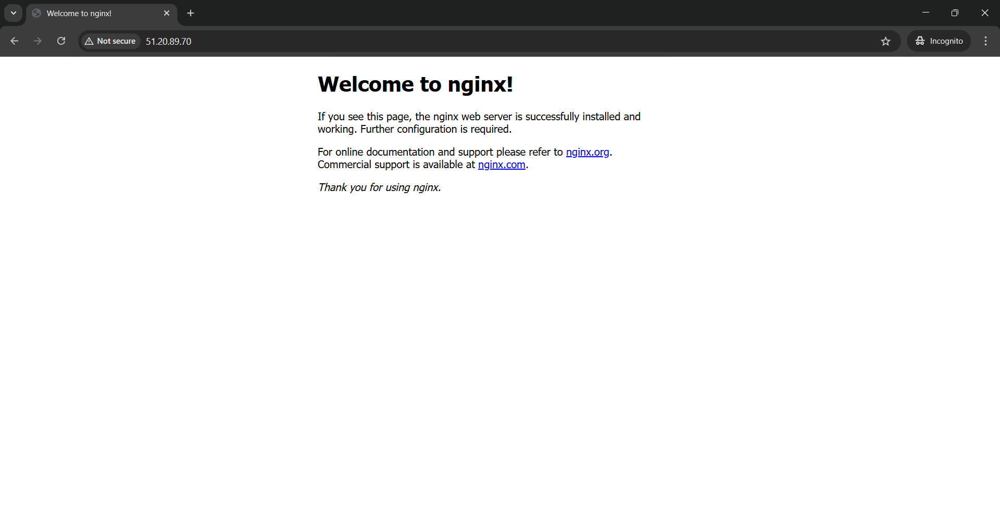 Welcome to nginx!
Not secure
51.20.89.70
Incognito
Welcome to nginx!
If you see this page, the nginx web server is successfully installed and
working. Further configuration is required.
For online documentation and support please refer to nginx.org.
Commercial support is available at nginx.com.
Thank you for using nginx.